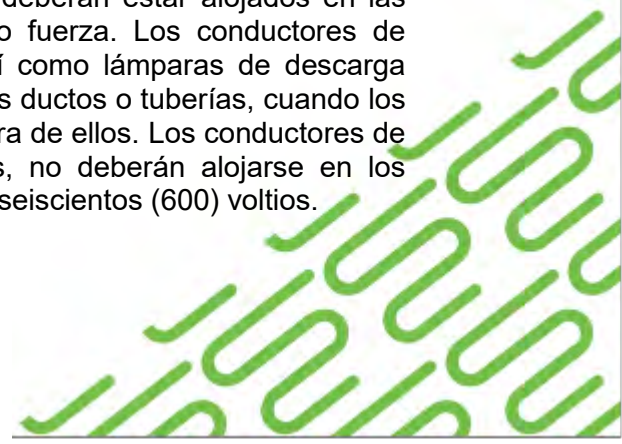 deberán estar alojados en las
o fuerza. Los conductores de
como lámparas de descarga
s ductos o tuberías, cuando los
ra de ellos. Los conductores de
s, no deberán alojarse en los
seiscientos (600) voltios.